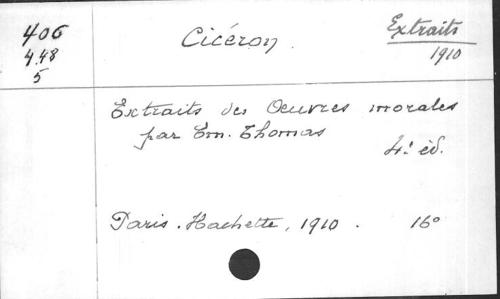 406
4.48
5
Cicéron.
Extraits
1910
Extraits des Oeuvres morales
par Em. Thomas
4e éd.
Paris. Hachette, 1910. 16°